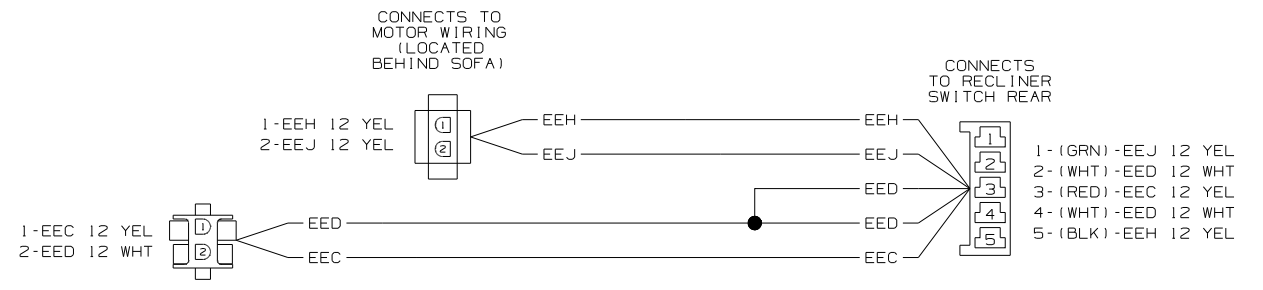 CONNECTS TO
MOTOR WIRING
(LOCATED
BEHIND SOFA)
CONNECTS
TO RECLINER
SWITCH REAR
1-EEH 12 YEL
2-EEJ 12 YEL
1
2
EEH
EEH
EEJ
EEJ
EED
EED
EED
EEC
EEC
1
2
3
4
5
1-(GRN)-EEJ 12 YEL
2-(WHT)-EED 12 WHT
3-(RED)-EEC 12 YEL
4-(WHT)-EED 12 WHT
5-(BLK)-EEH 12 YEL
1-EEC 12 YEL
2-EED 12 WHT
1
2